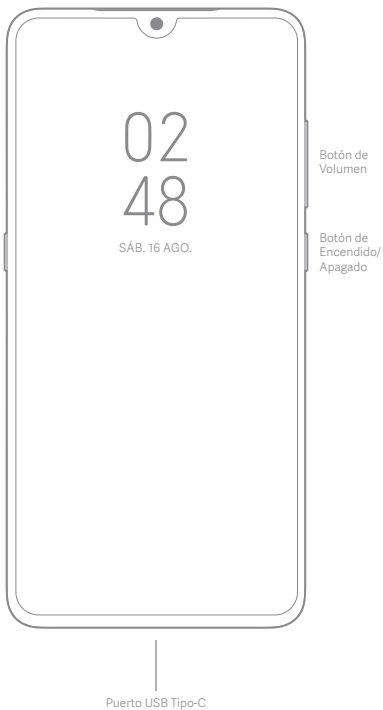 02
48
SÁB. 16 AGO.
Botón de
Volumen
Botón de
Encendido/
Apagado
Puerto USB Tipo-C